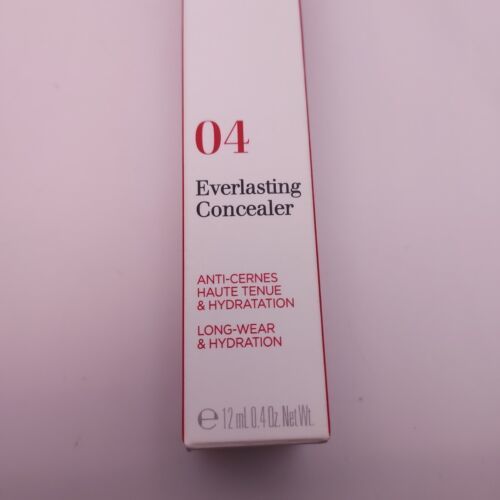 04
Everlasting
Concealer
ANTI-CERNES
HAUTE TENUE
& HYDRATATION
LONG-WEAR
& HYDRATION
℮ 12 mL 0.4 Oz. Net Wt.